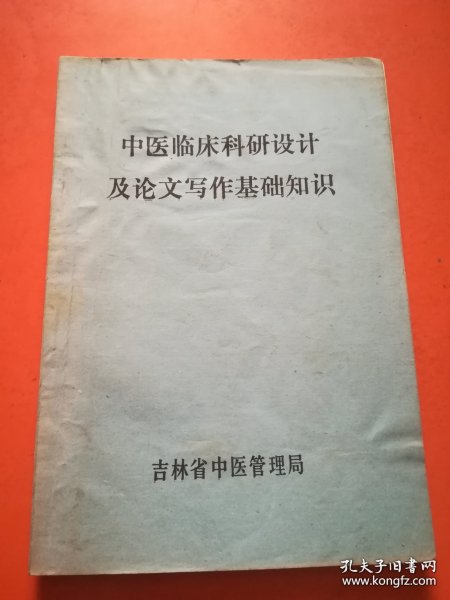 中医临床科研设计
及论文写作基础知识
吉林省中医管理局
孔夫子旧书网
www.kongfz.com